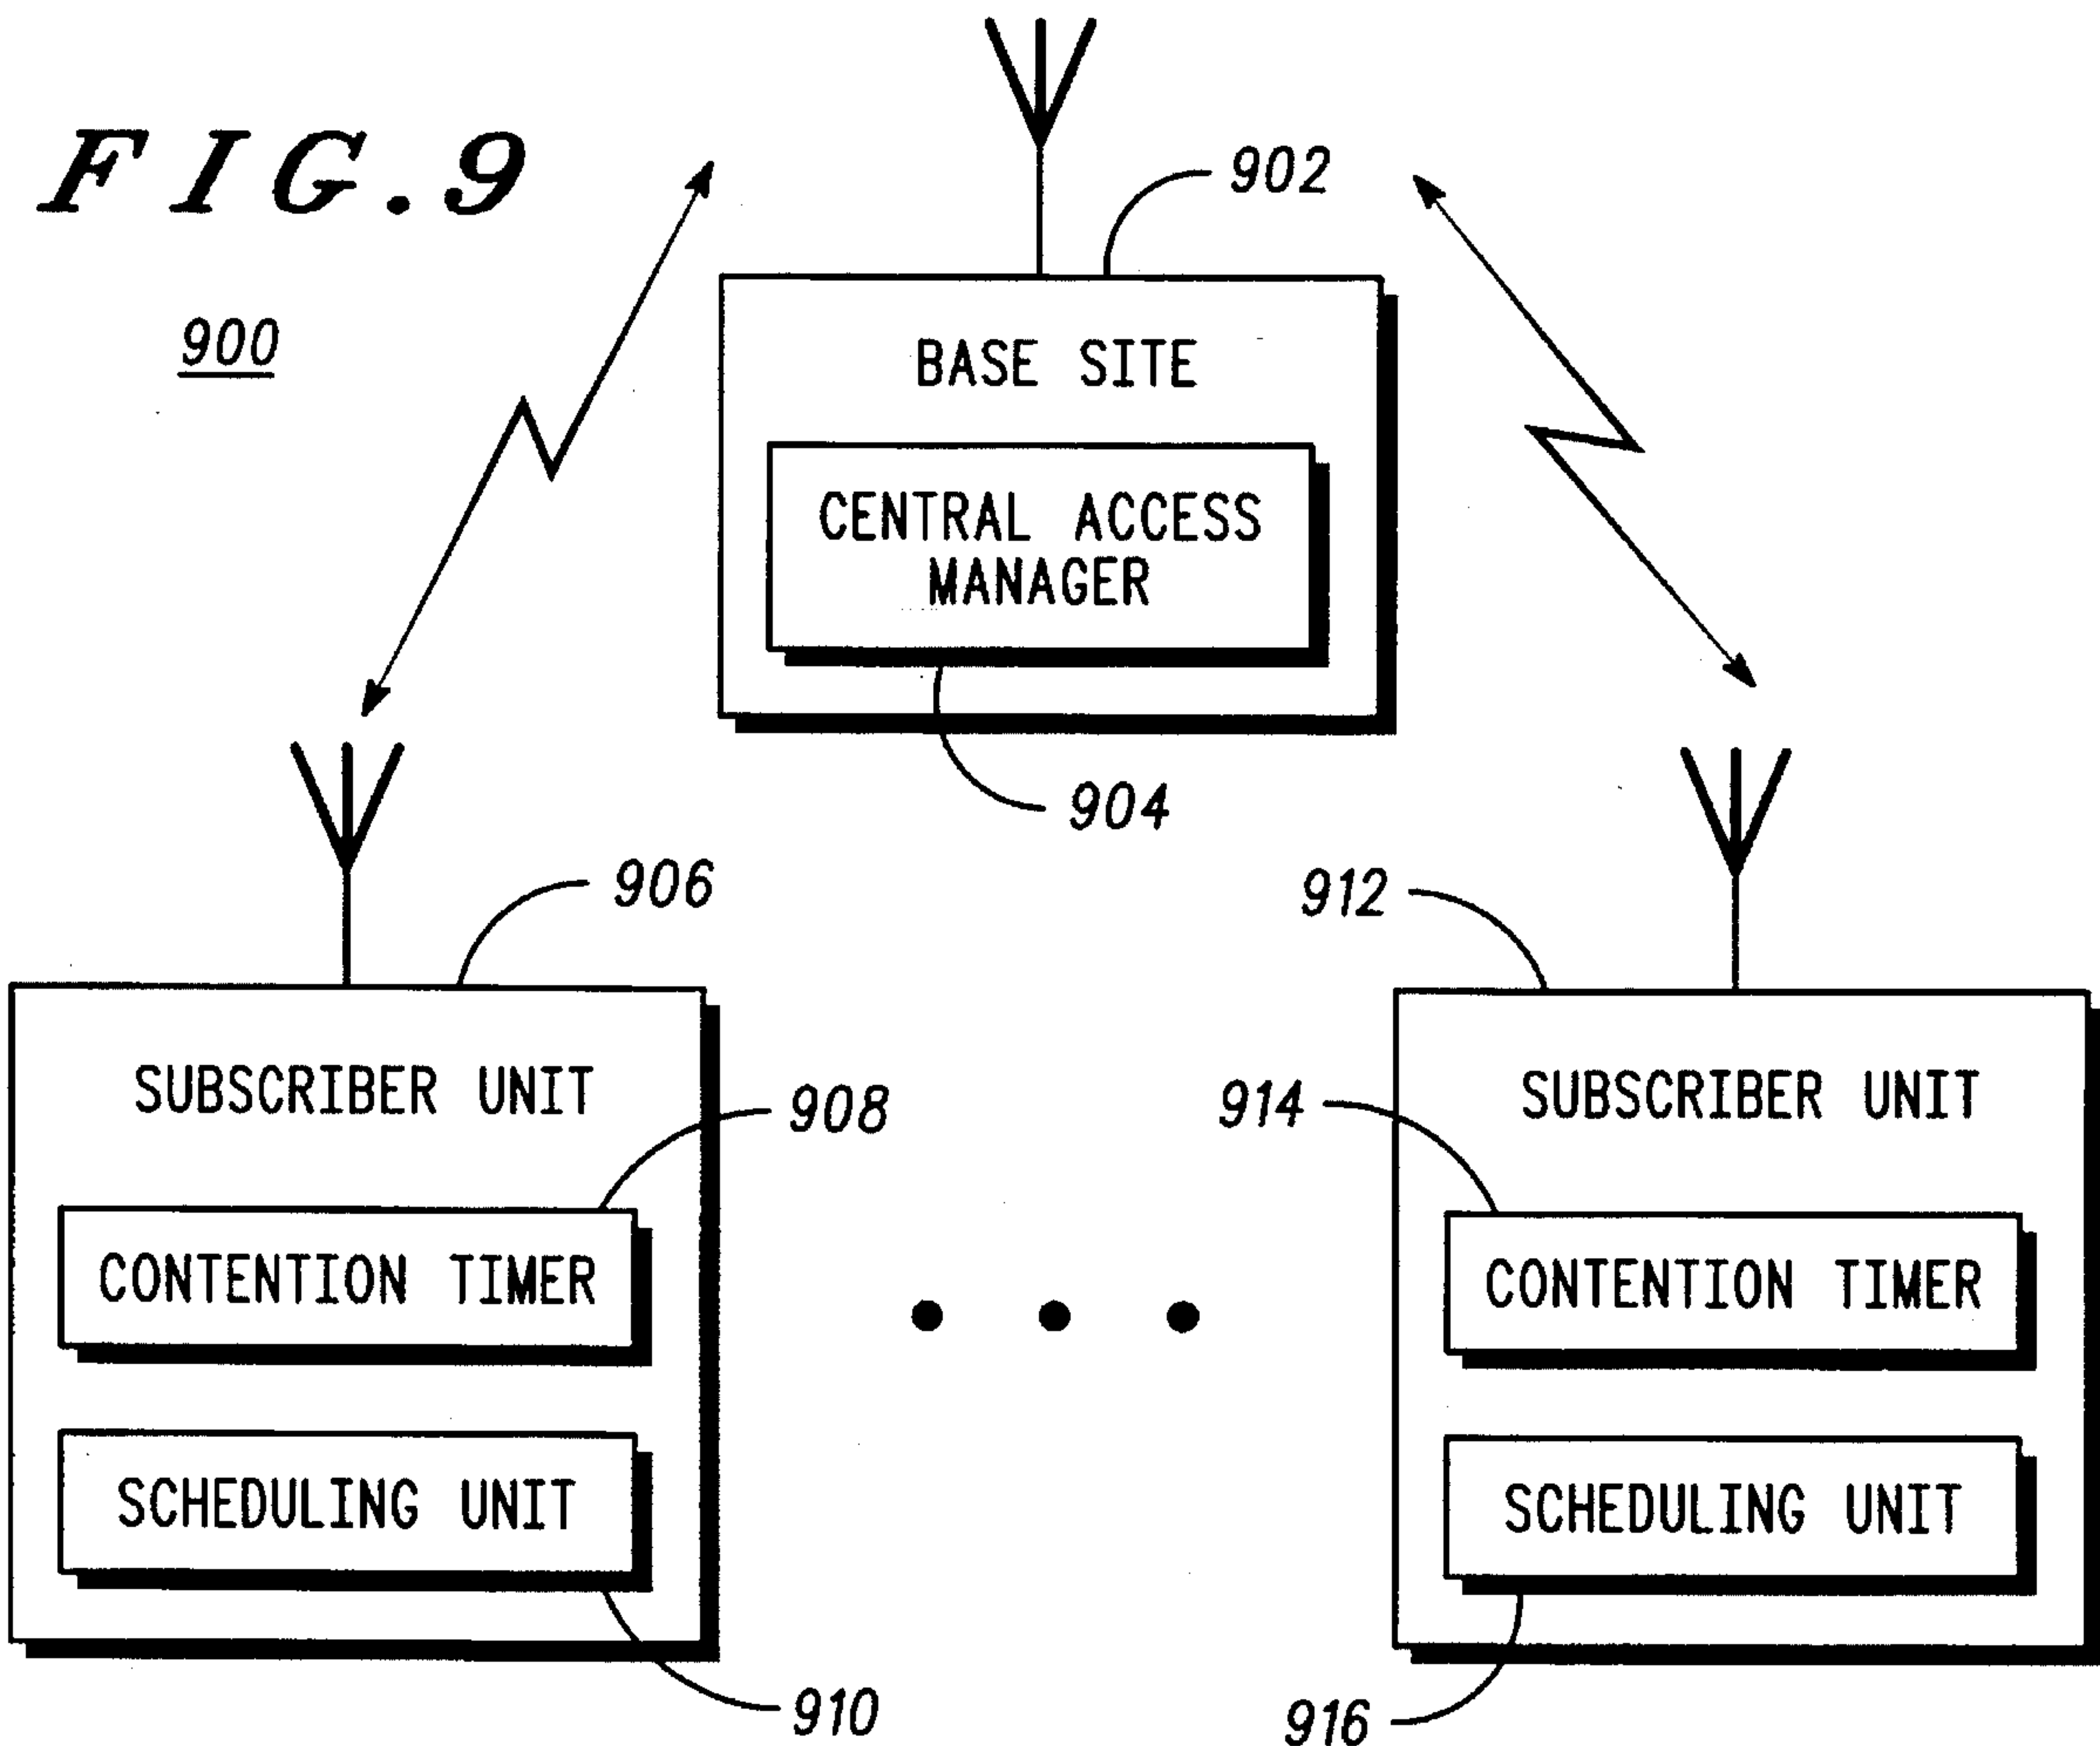 FIG.9
902
900
BASE SITE
CENTRAL ACCESS
MANAGER
904
906
912
SUBSCRIBER UNIT
908
914
SUBSCRIBER UNIT
CONTENTION TIMER
CONTENTION TIMER
SCHEDULING UNIT
SCHEDULING UNIT
910
916